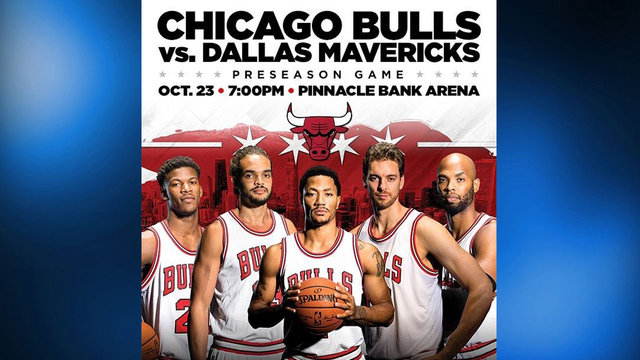 CHICAGO BULLS
vs. DALLAS MAVERICKS
PRESEASON GAME
OCT. 23 • 7:00PM • PINNACLE BANK ARENA
BULLS
BULLS
SPALDING